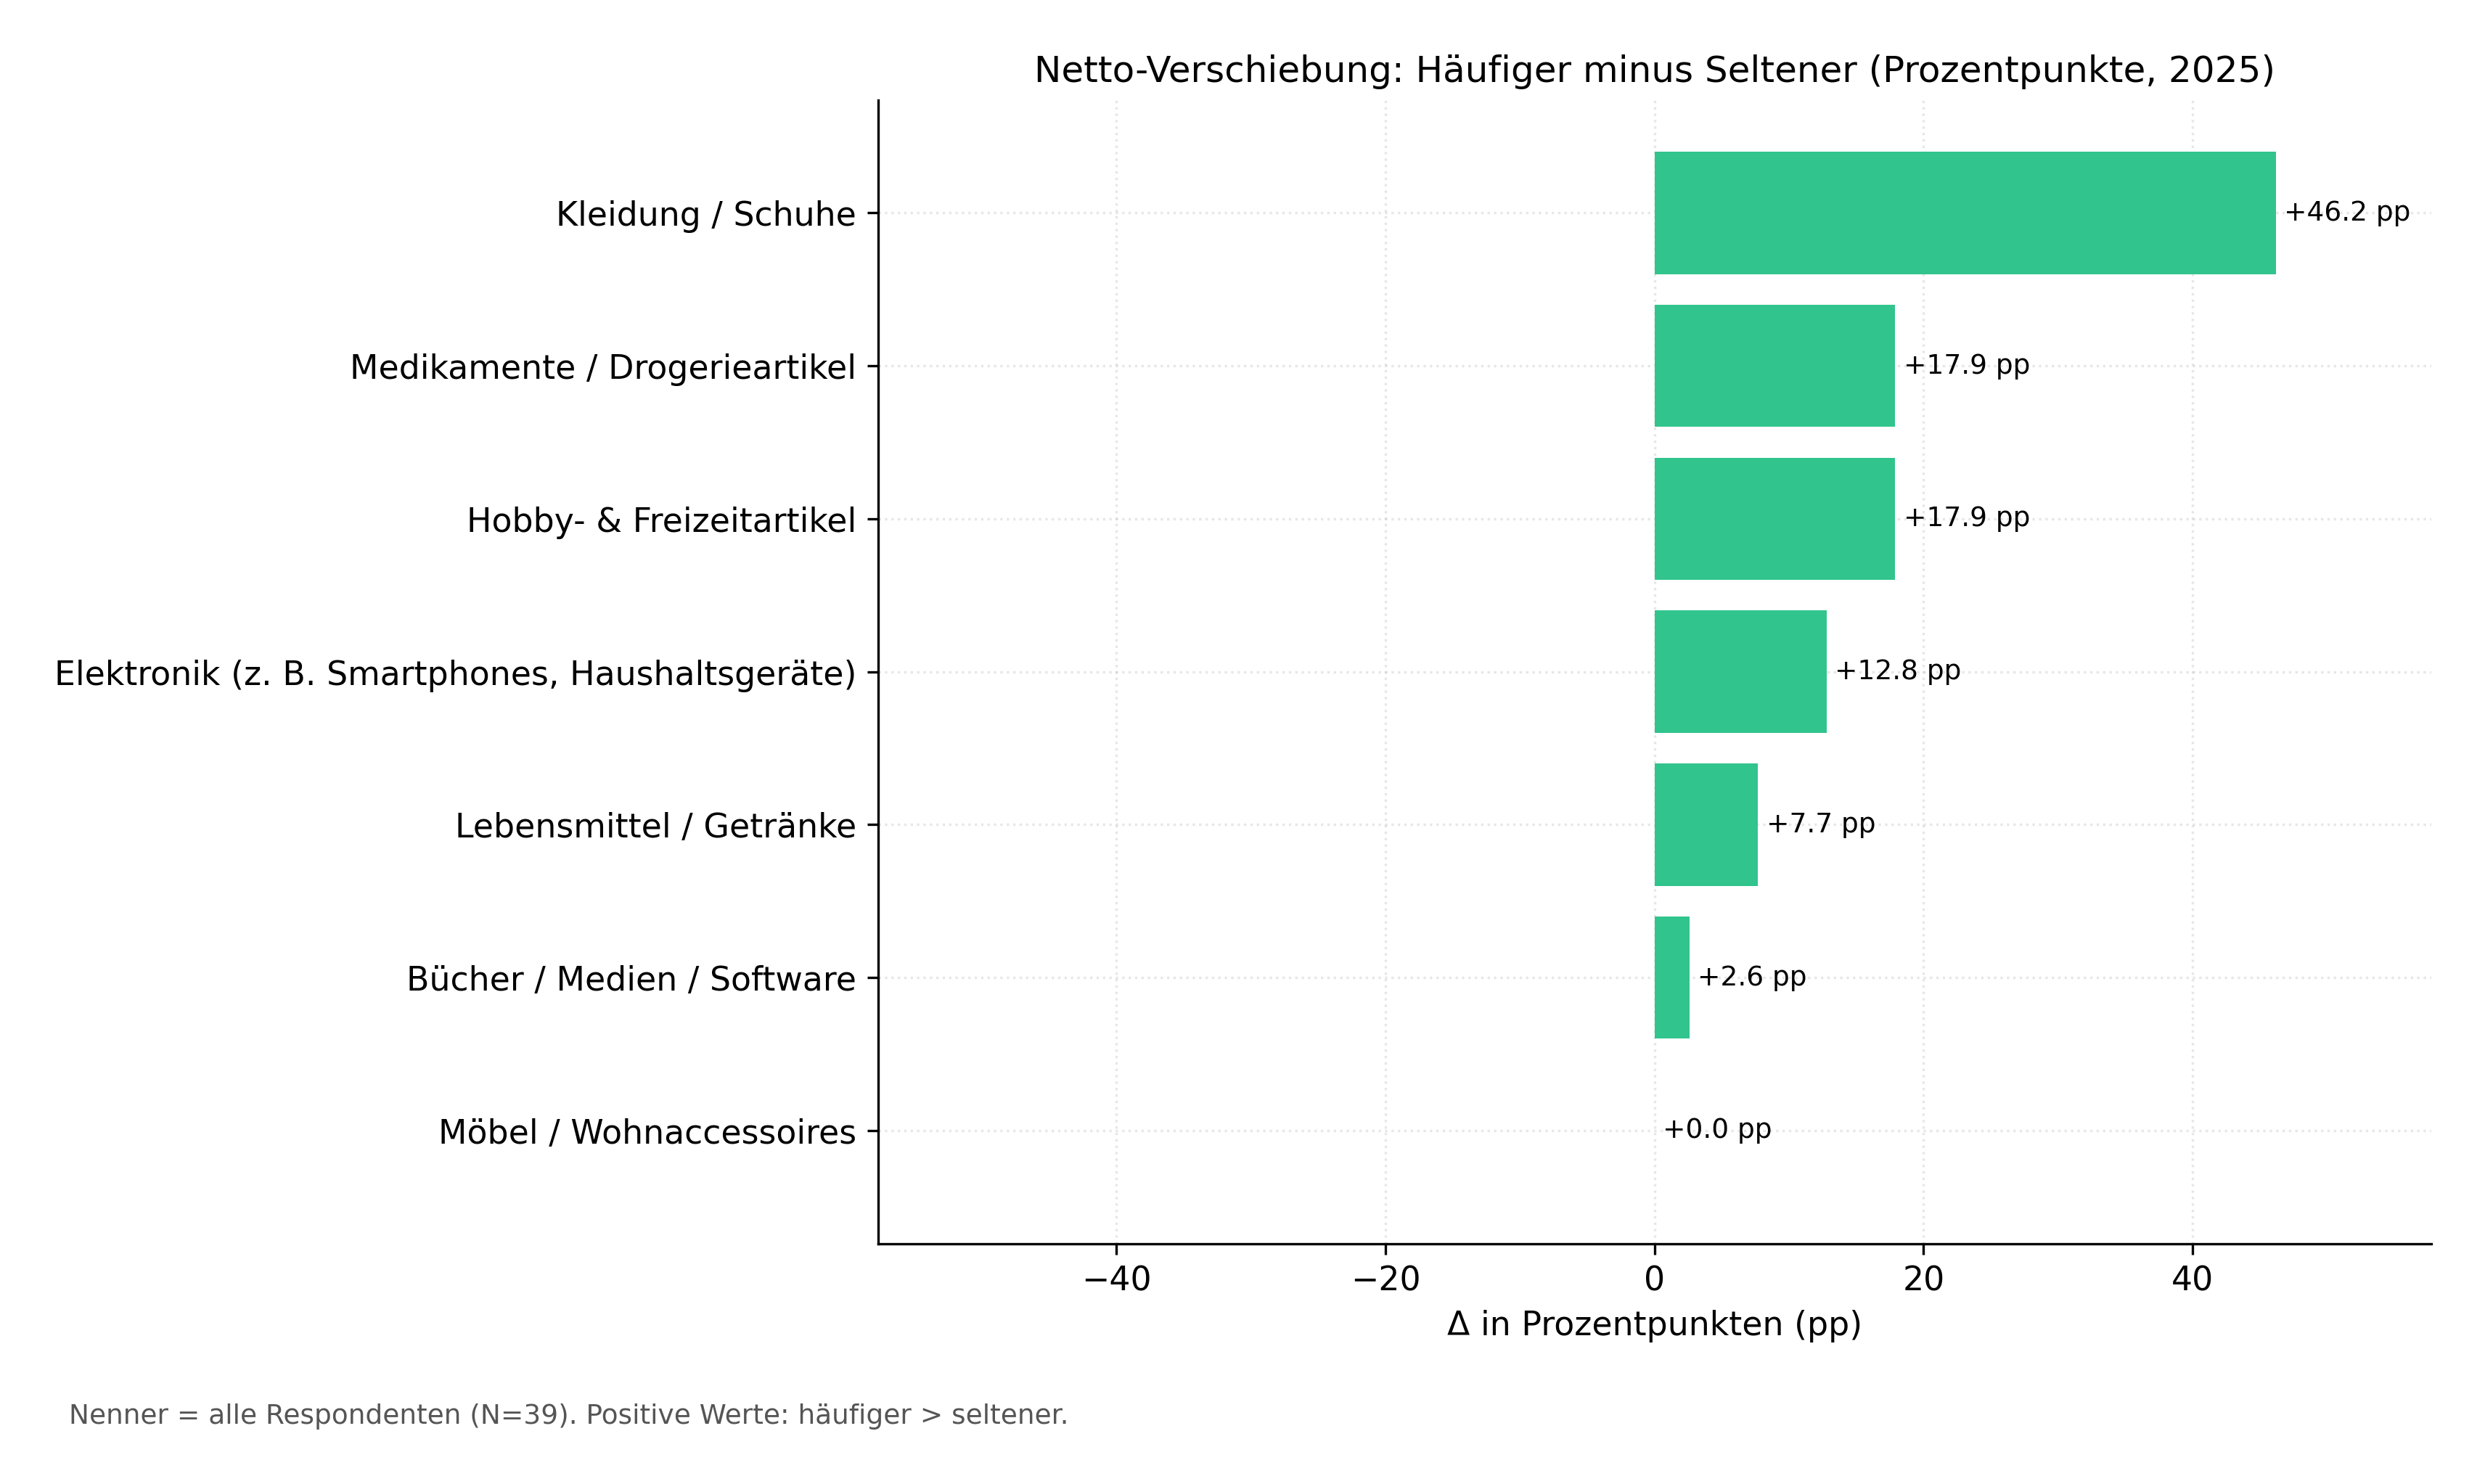 Netto-Verschiebung: Häufiger minus Seltener (Prozentpunkte, 2025)
Kleidung / Schuhe
+46.2 pp
Medikamente / Drogerieartikel
+17.9 pp
Hobby- & Freizeitartikel
+17.9 pp
Elektronik (z. B. Smartphones, Haushaltsgeräte)
+12.8 pp
Lebensmittel / Getränke
+7.7 pp
Bücher / Medien / Software
+2.6 pp
Möbel / Wohnaccessoires
+0.0 pp
−40 −20 0 20 40
Δ in Prozentpunkten (pp)
Nenner = alle Respondenten (N=39). Positive Werte: häufiger > seltener.